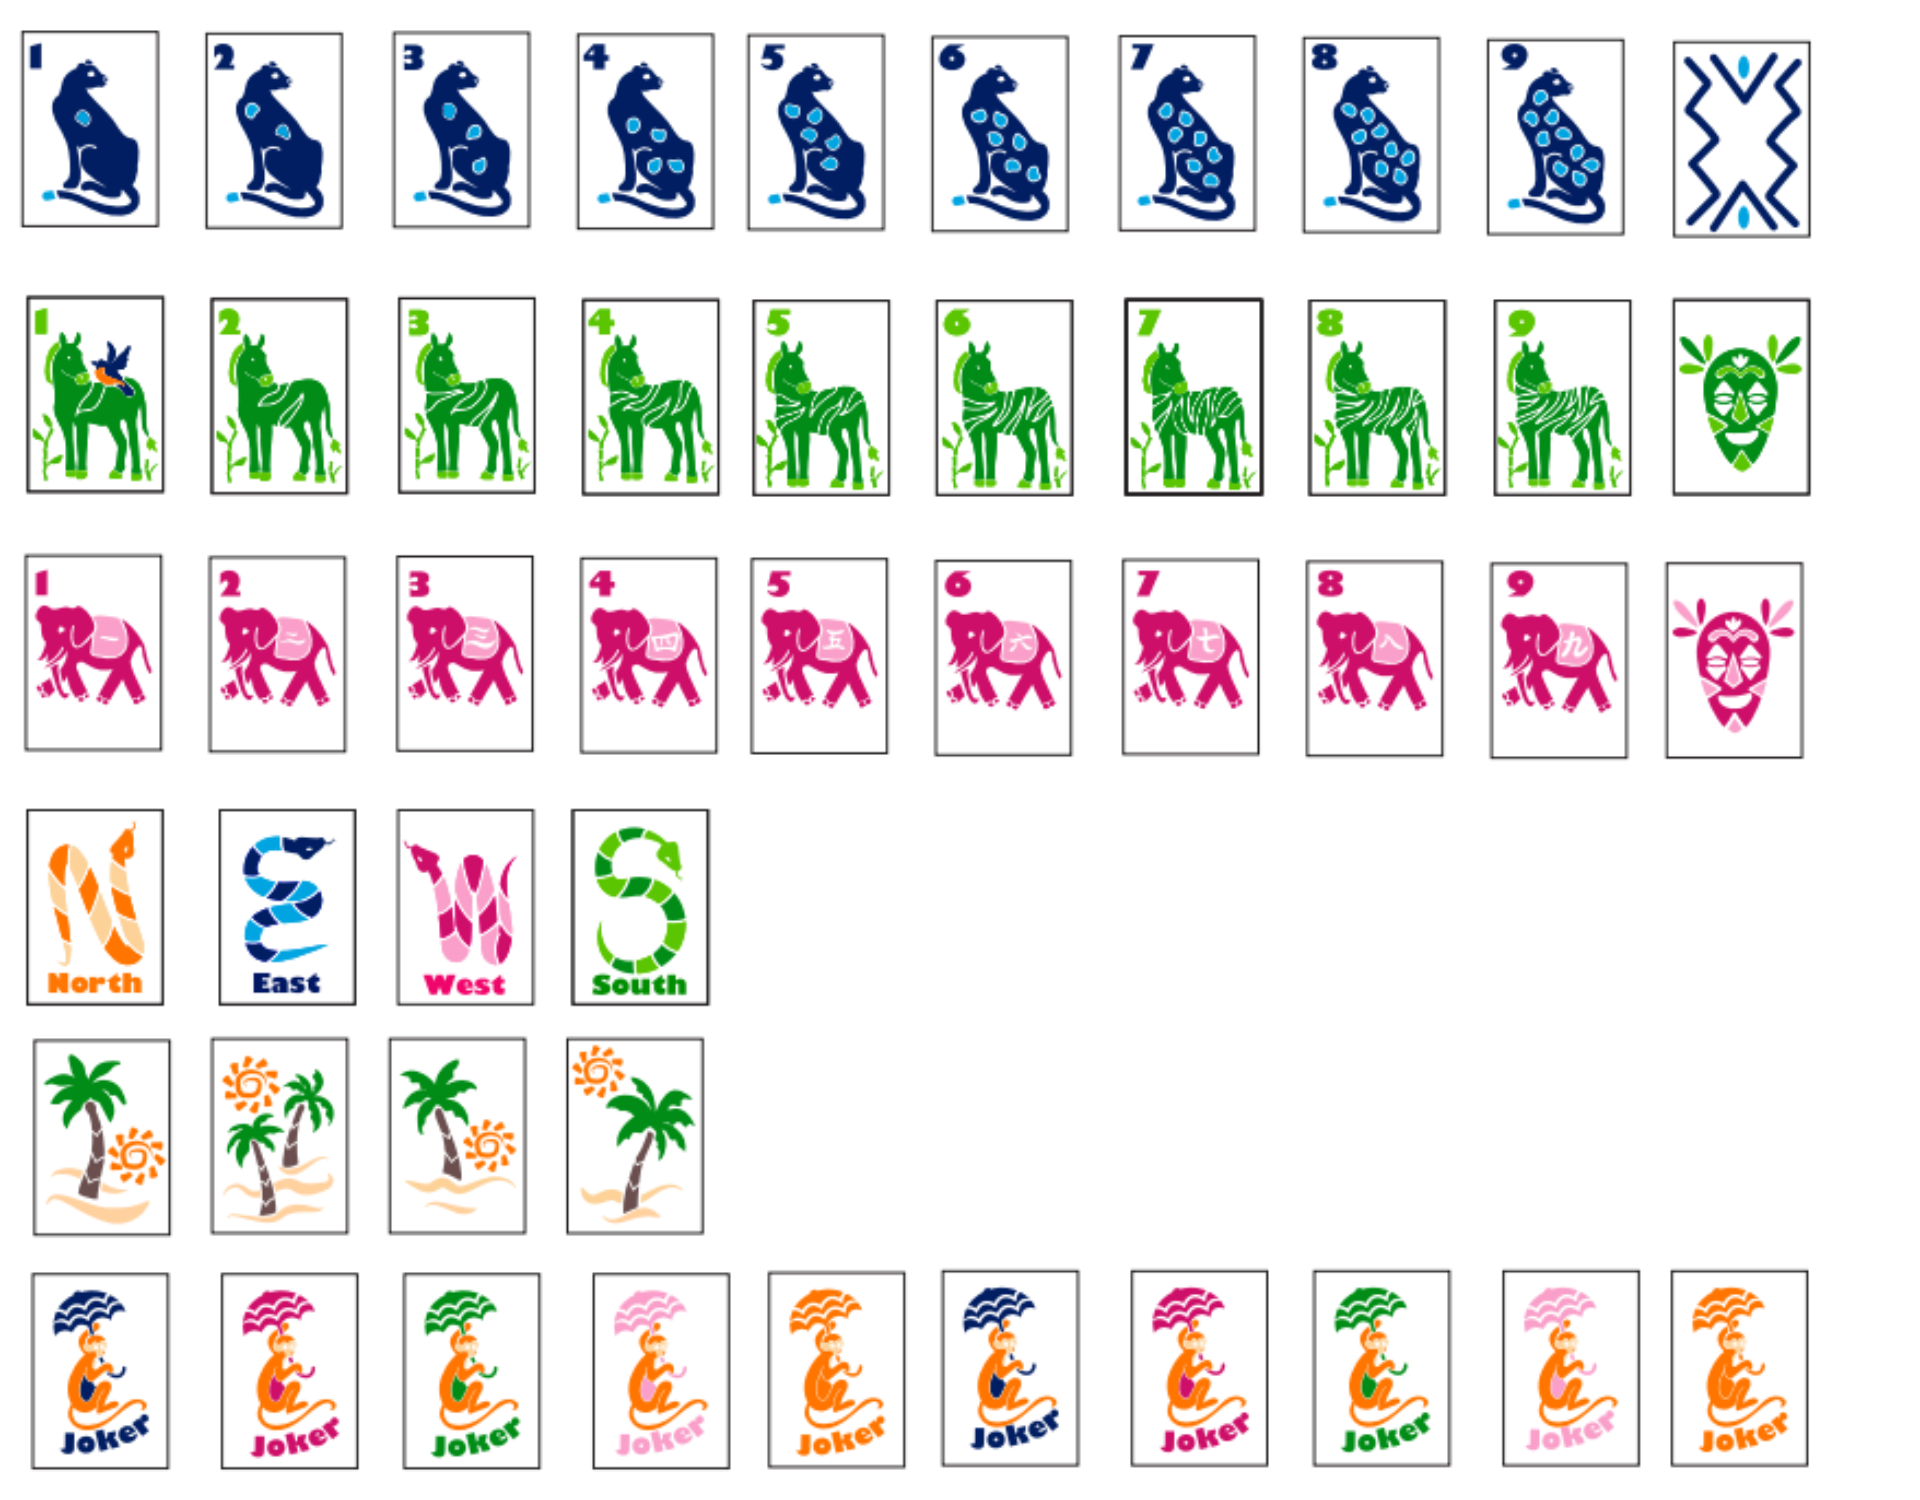 1 2 3 4 5 6 7 8 9
1 2 3 4 5 6 7 8 9
1 2 3 4 5 6 7 8 9
一 二 三 四 五 六 七 八 九
North East West South
Joker Joker Joker Joker Joker Joker Joker Joker Joker Joker